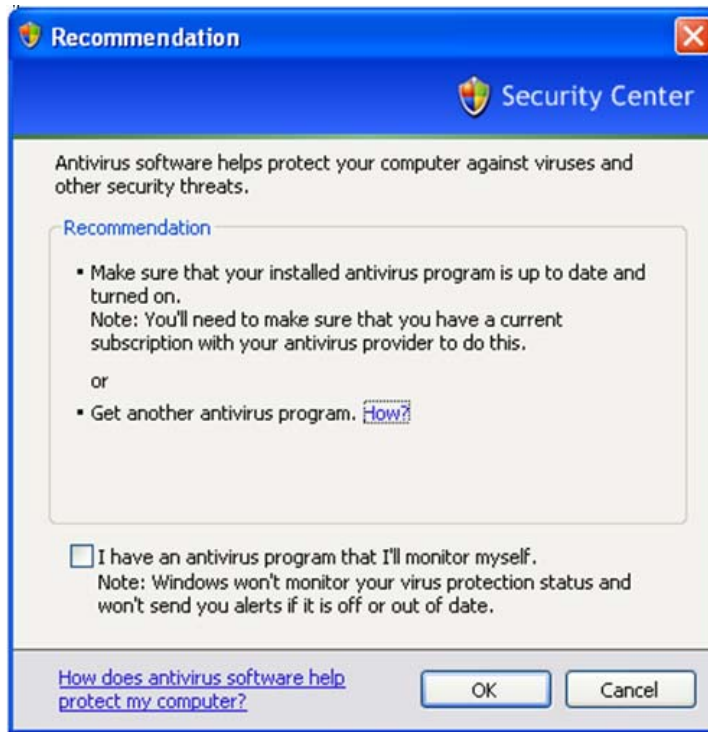 Recommendation
Security Center
Antivirus software helps protect your computer against viruses and
other security threats.
Recommendation
▪ Make sure that your installed antivirus program is up to date and
turned on.
Note: You'll need to make sure that you have a current
subscription with your antivirus provider to do this.
or
▪ Get another antivirus program. How?
I have an antivirus program that I'll monitor myself.
Note: Windows won't monitor your virus protection status and
won't send you alerts if it is off or out of date.
How does antivirus software help
protect my computer?
OK
Cancel